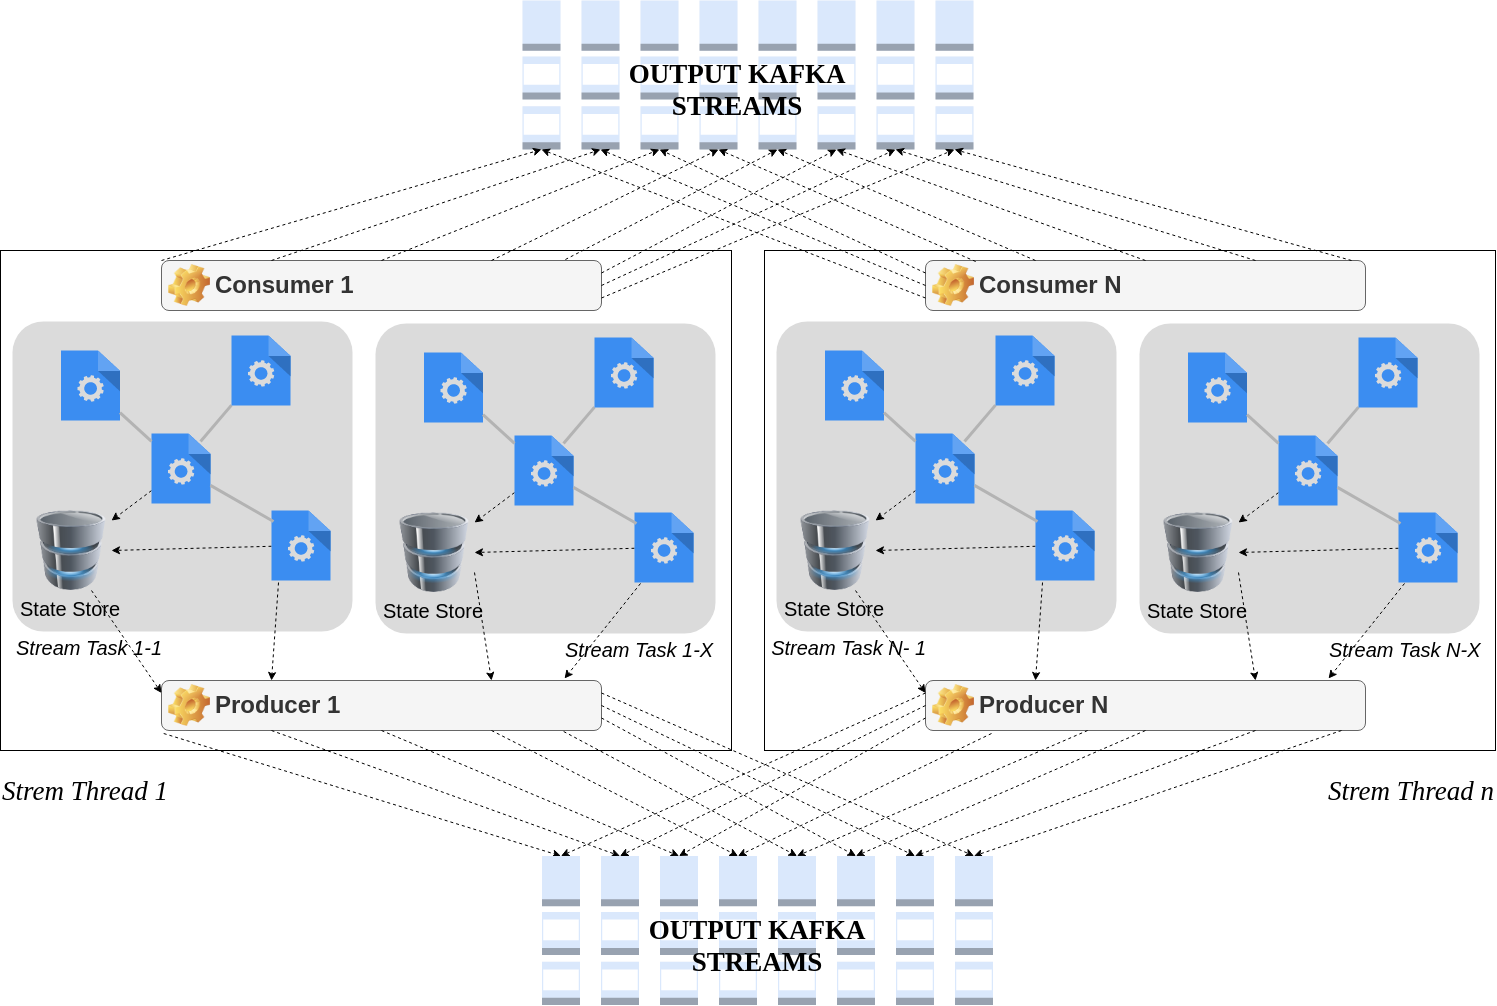 OUTPUT KAFKA
STREAMS
Consumer 1
Consumer N
State Store
State Store
State Store
State Store
Stream Task 1-1
Stream Task 1-X
Stream Task N- 1
Stream Task N-X
Producer 1
Producer N
Strem Thread 1
Strem Thread n
OUTPUT KAFKA
STREAMS